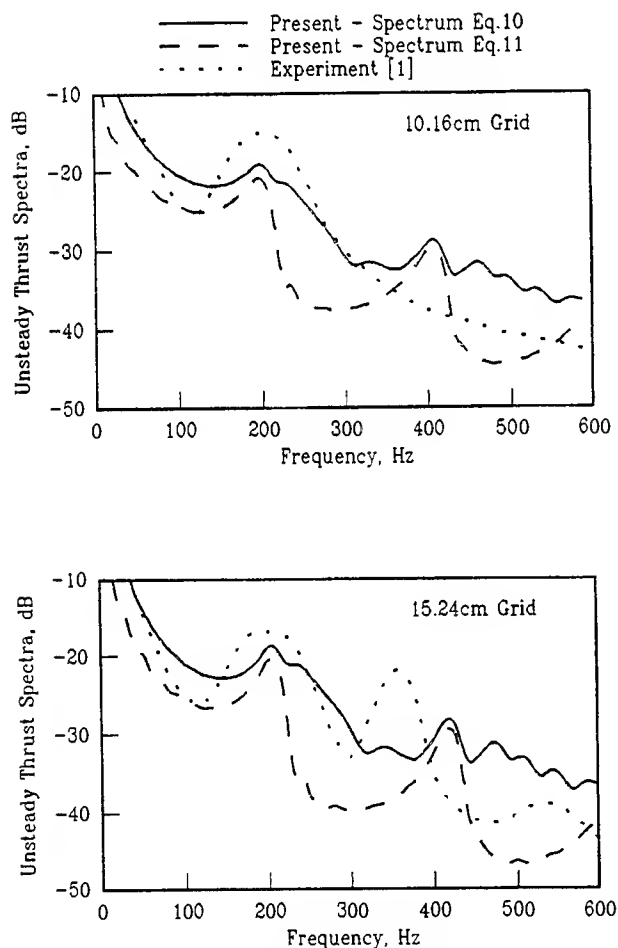 Present - Spectrum Eq.10
Present - Spectrum Eq.11
Experiment [1]
Unsteady Thrust Spectra, dB
-10
-20
-30
-40
-50
10.16cm Grid
0 100 200 300 400 500 600
Frequency, Hz
Unsteady Thrust Spectra, dB
-10
-20
-30
-40
-50
15.24cm Grid
0 100 200 300 400 500 600
Frequency, Hz